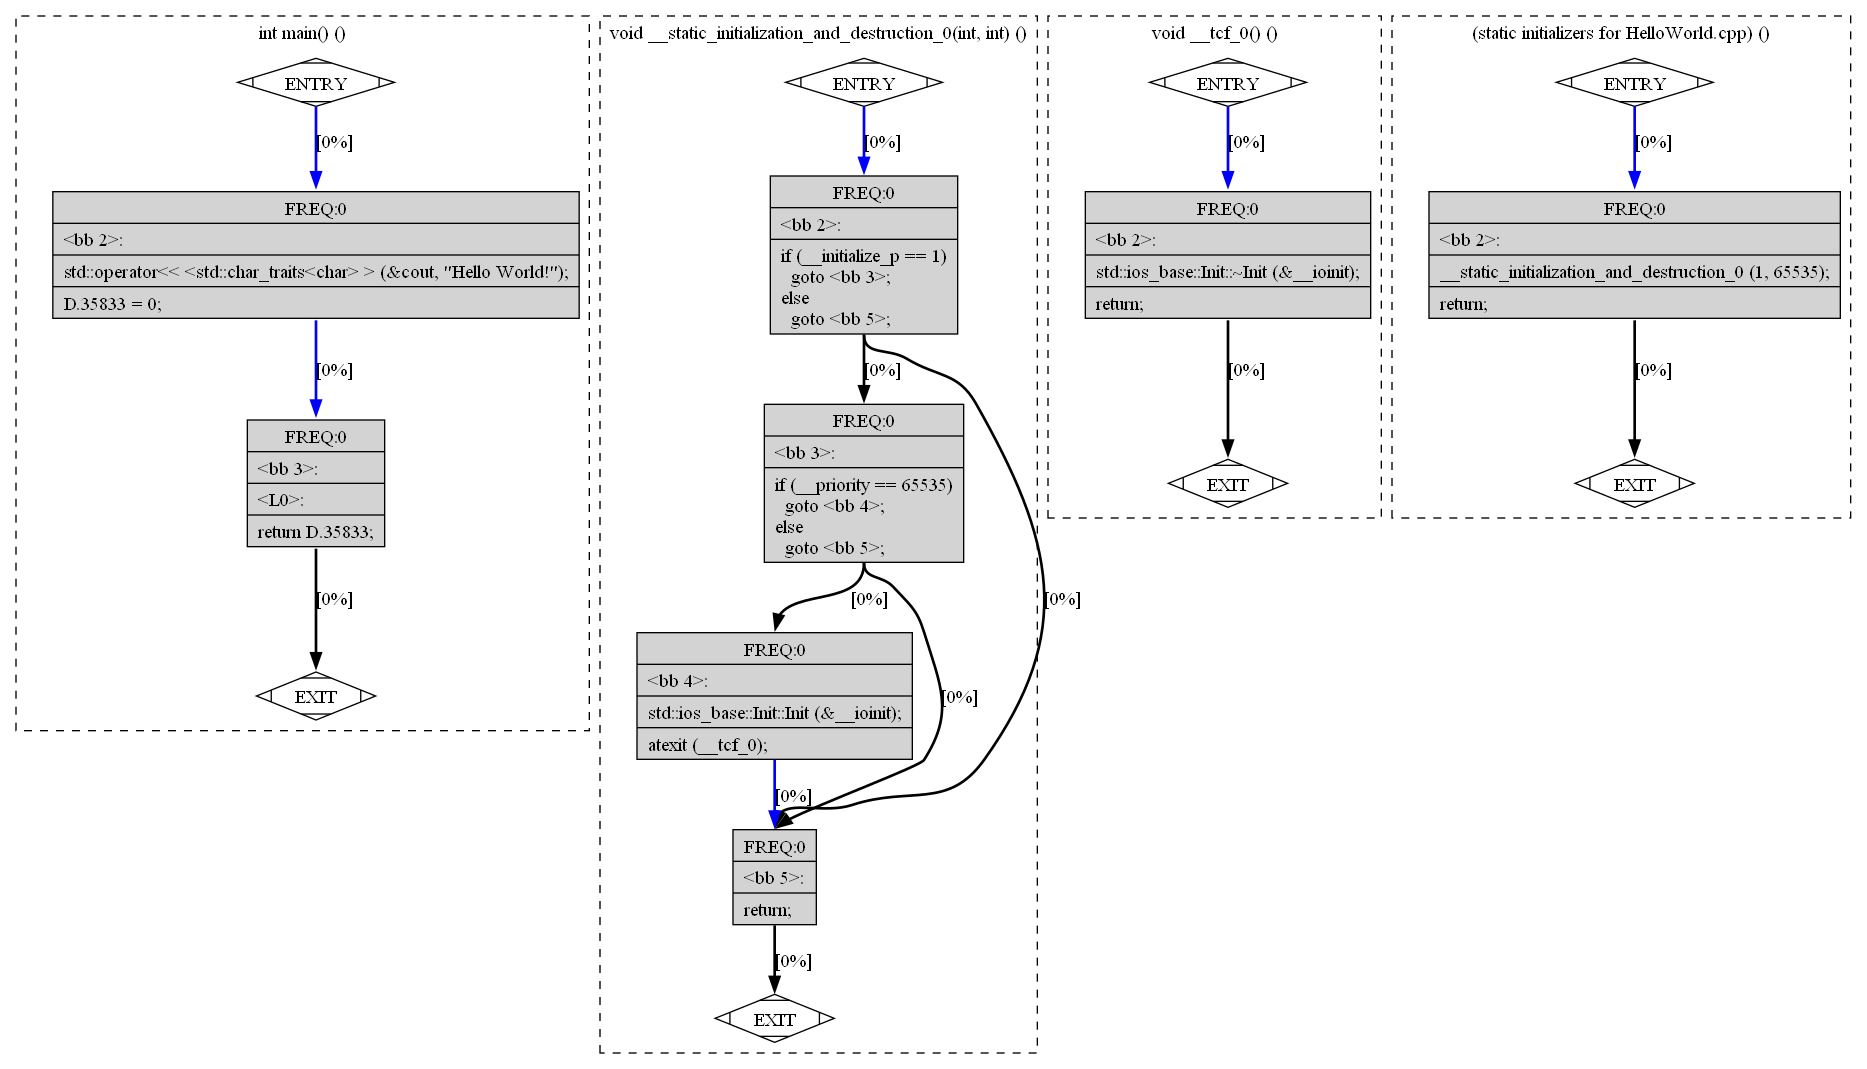 int main() ()
ENTRY
[0%]
FREQ:0
<bb 2>:
std::operator<< <std::char_traits<char> > (&cout, "Hello World!");
D.35833 = 0;
[0%]
FREQ:0
<bb 3>:
<L0>:
return D.35833;
[0%]
EXIT
void __static_initialization_and_destruction_0(int, int) ()
ENTRY
[0%]
FREQ:0
<bb 2>:
if (__initialize_p == 1)
goto <bb 3>;
else
goto <bb 5>;
[0%]
FREQ:0
<bb 3>:
if (__priority == 65535)
goto <bb 4>;
else
goto <bb 5>;
[0%]
[0%]
FREQ:0
<bb 4>:
std::ios_base::Init::Init (&__ioinit);
atexit (__tcf_0);
[0%]
[0%]
FREQ:0
<bb 5>:
return;
[0%]
EXIT
void __tcf_0() ()
ENTRY
[0%]
FREQ:0
<bb 2>:
std::ios_base::Init::~Init (&__ioinit);
return;
[0%]
EXIT
(static initializers for HelloWorld.cpp) ()
ENTRY
[0%]
FREQ:0
<bb 2>:
__static_initialization_and_destruction_0 (1, 65535);
return;
[0%]
EXIT